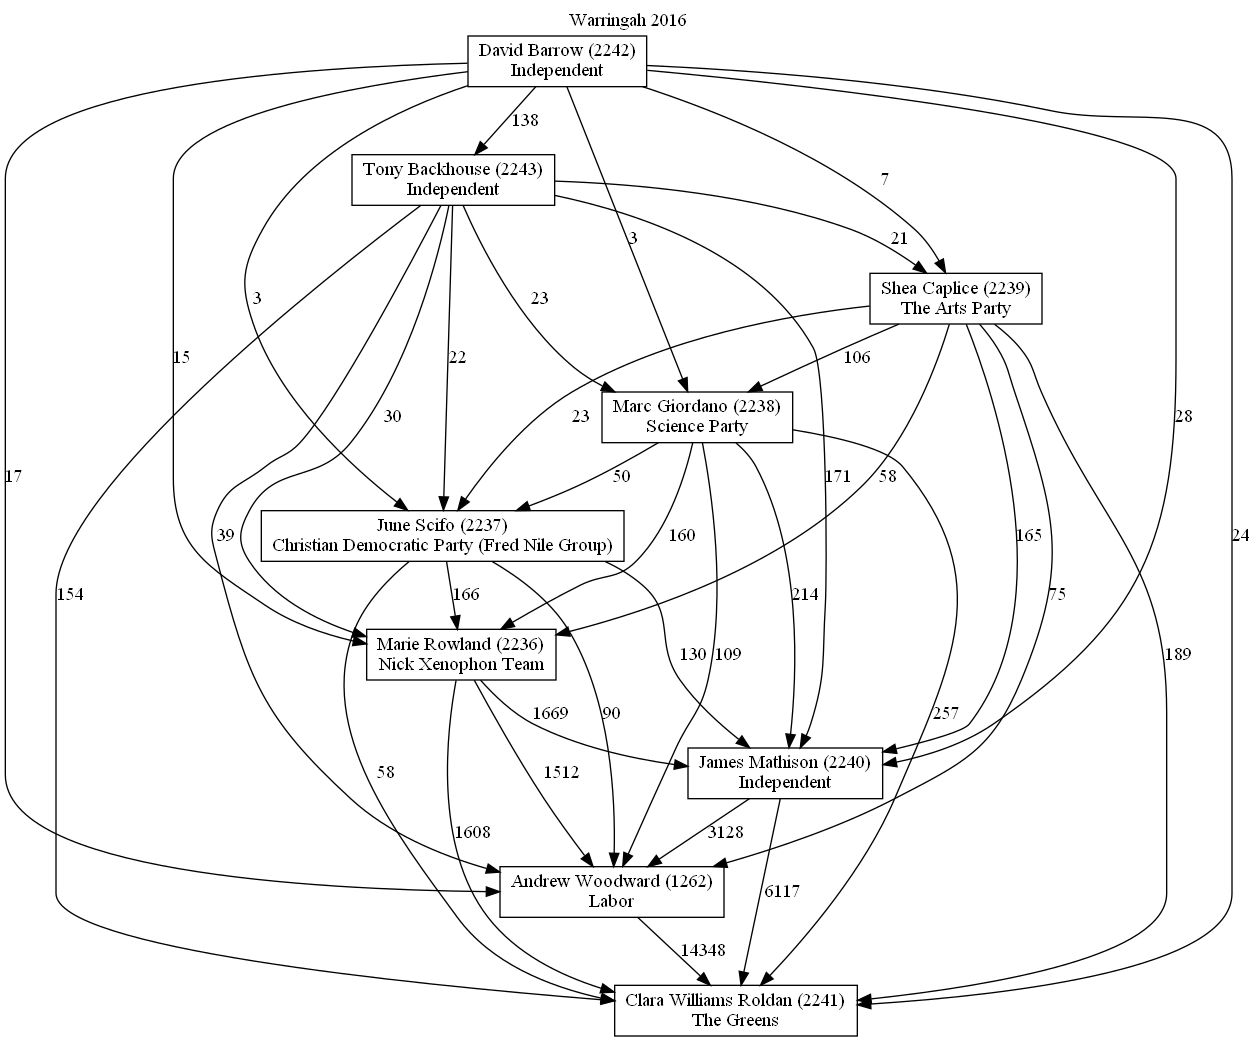 Warringah 2016
David Barrow (2242)
Independent
138
Tony Backhouse (2243)
Independent
7
3
21
Shea Caplice (2239)
The Arts Party
3
23
15
22
106
30
23
28
Marc Giordano (2238)
Science Party
17
50
171
58
June Scifo (2237)
Christian Democratic Party (Fred Nile Group)
39
160
165
24
154
166
214
75
Marie Rowland (2236)
Nick Xenophon Team
130
109
189
1669
90
257
James Mathison (2240)
Independent
58
1512
1608
3128
Andrew Woodward (1262)
Labor
6117
14348
Clara Williams Roldan (2241)
The Greens